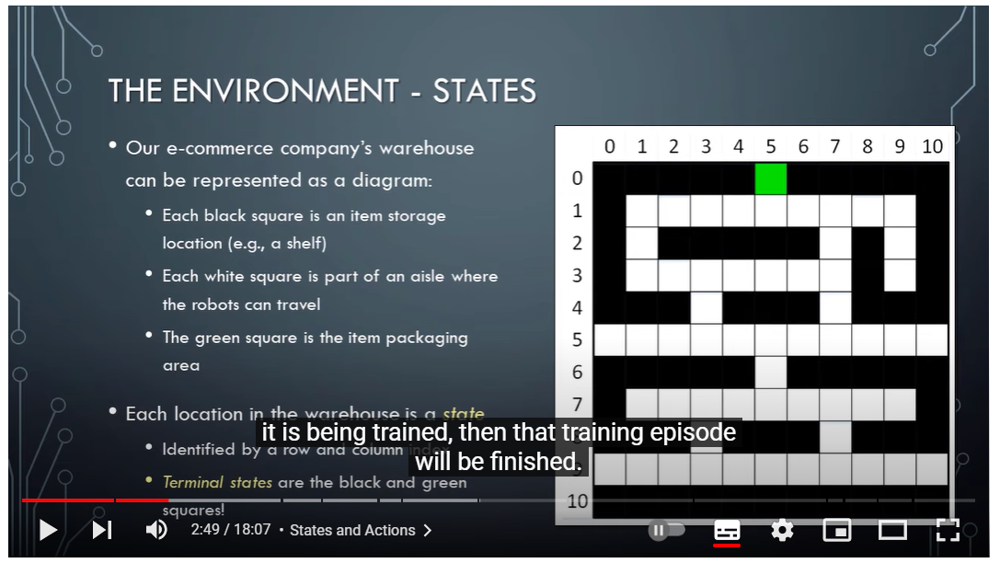 THE ENVIRONMENT - STATES
• Our e-commerce company's warehouse
can be represented as a diagram:
• Each black square is an item storage
location (e.g., a shelf)
• Each white square is part of an aisle where
the robots can travel
• The green square is the item packaging
area
• Each location in the warehouse is a state
• Identified by a row and column
• Terminal states are the black and green
squares!
0 1 2 3 4 5 6 7 8 9 10
0
1
2
3
4
5
6
7
10
it is being trained, then that training episode
will be finished.
2:49 / 18:07 • States and Actions >